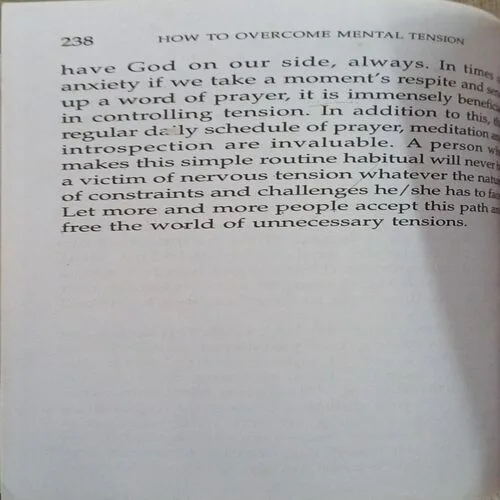 238 HOW TO OVERCOME MENTAL TENSION
have God on our side, always. In times
anxiety if we take a moment's respite and
up a word of prayer, it is immensely
in controlling tension. In addition to this,
regular daily schedule of prayer, meditation
introspection are invaluable. A person
makes this simple routine habitual will never
a victim of nervous tension whatever the
of constraints and challenges he/she has to
Let more and more people accept this path
free the world of unnecessary tensions.